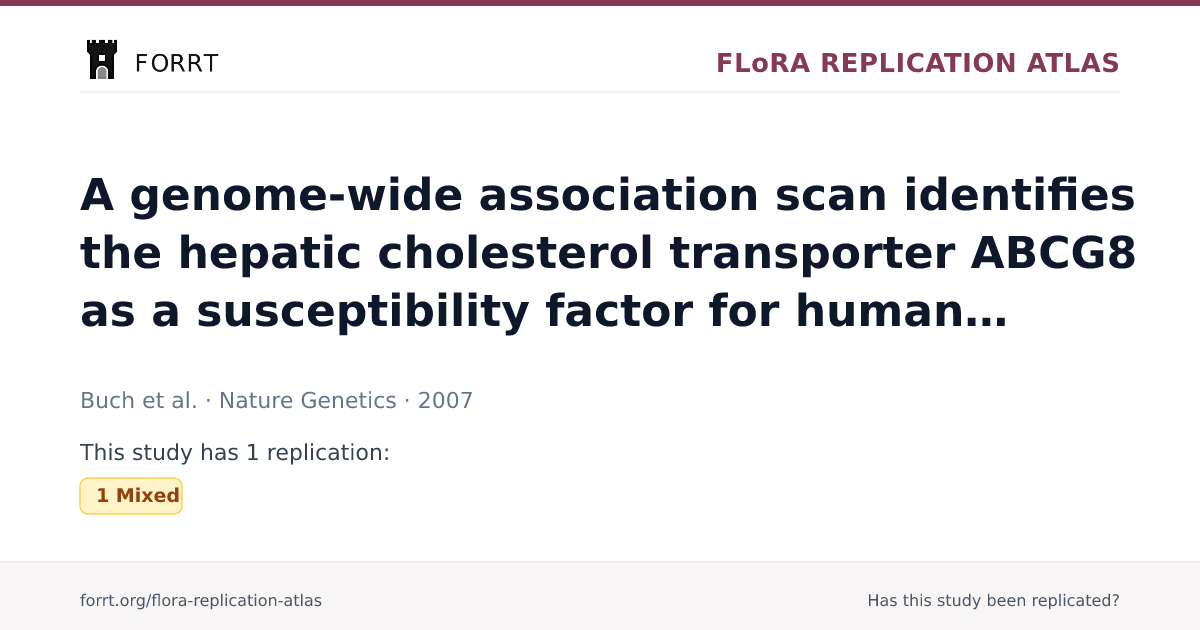 FORRT
FLoRA REPLICATION ATLAS
A genome-wide association scan identifies
the hepatic cholesterol transporter ABCG8
as a susceptibility factor for human…
Buch et al. · Nature Genetics · 2007
This study has 1 replication:
1 Mixed
forrt.org/flora-replication-atlas
Has this study been replicated?